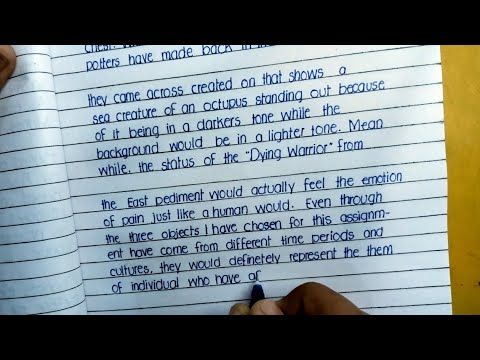 potters have made back in
they came across created on that shows a
sea creature of an octupus standing out because
of it being in a darkers tone while the
background would be in a lighter tone. Mean
while, the status of the "Dying Warrior" from
the East pediment would actually feel the emotion
of pain just like a human would. Even through
the three objects I have chosen for this assignm-
ent have come from different time periods and
cultures, they would definetely represent the them
of individual who have af